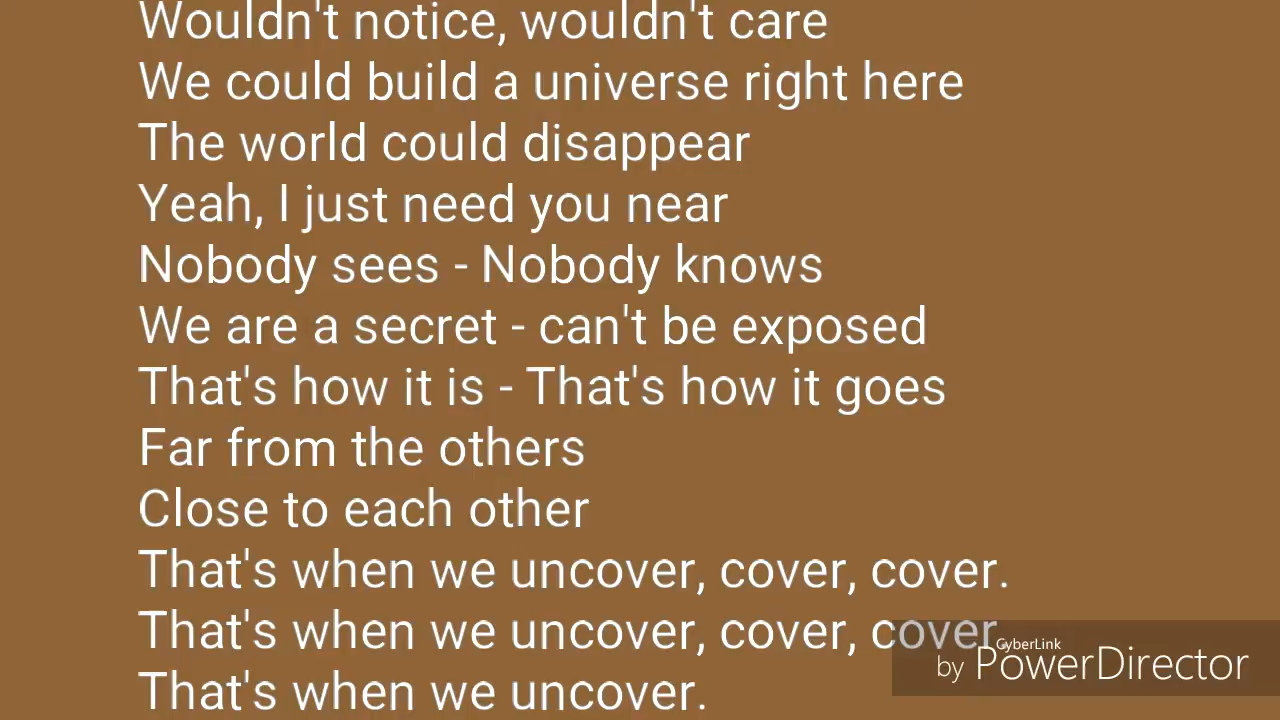 Wouldn't notice, wouldn't care
We could build a universe right here
The world could disappear
Yeah, I just need you near
Nobody sees - Nobody knows
We are a secret - can't be exposed
That's how it is - That's how it goes
Far from the others
Close to each other
That's when we uncover, cover, cover.
That's when we uncover, cover, cover
That's when we uncover.
CyberLink
by PowerDirector